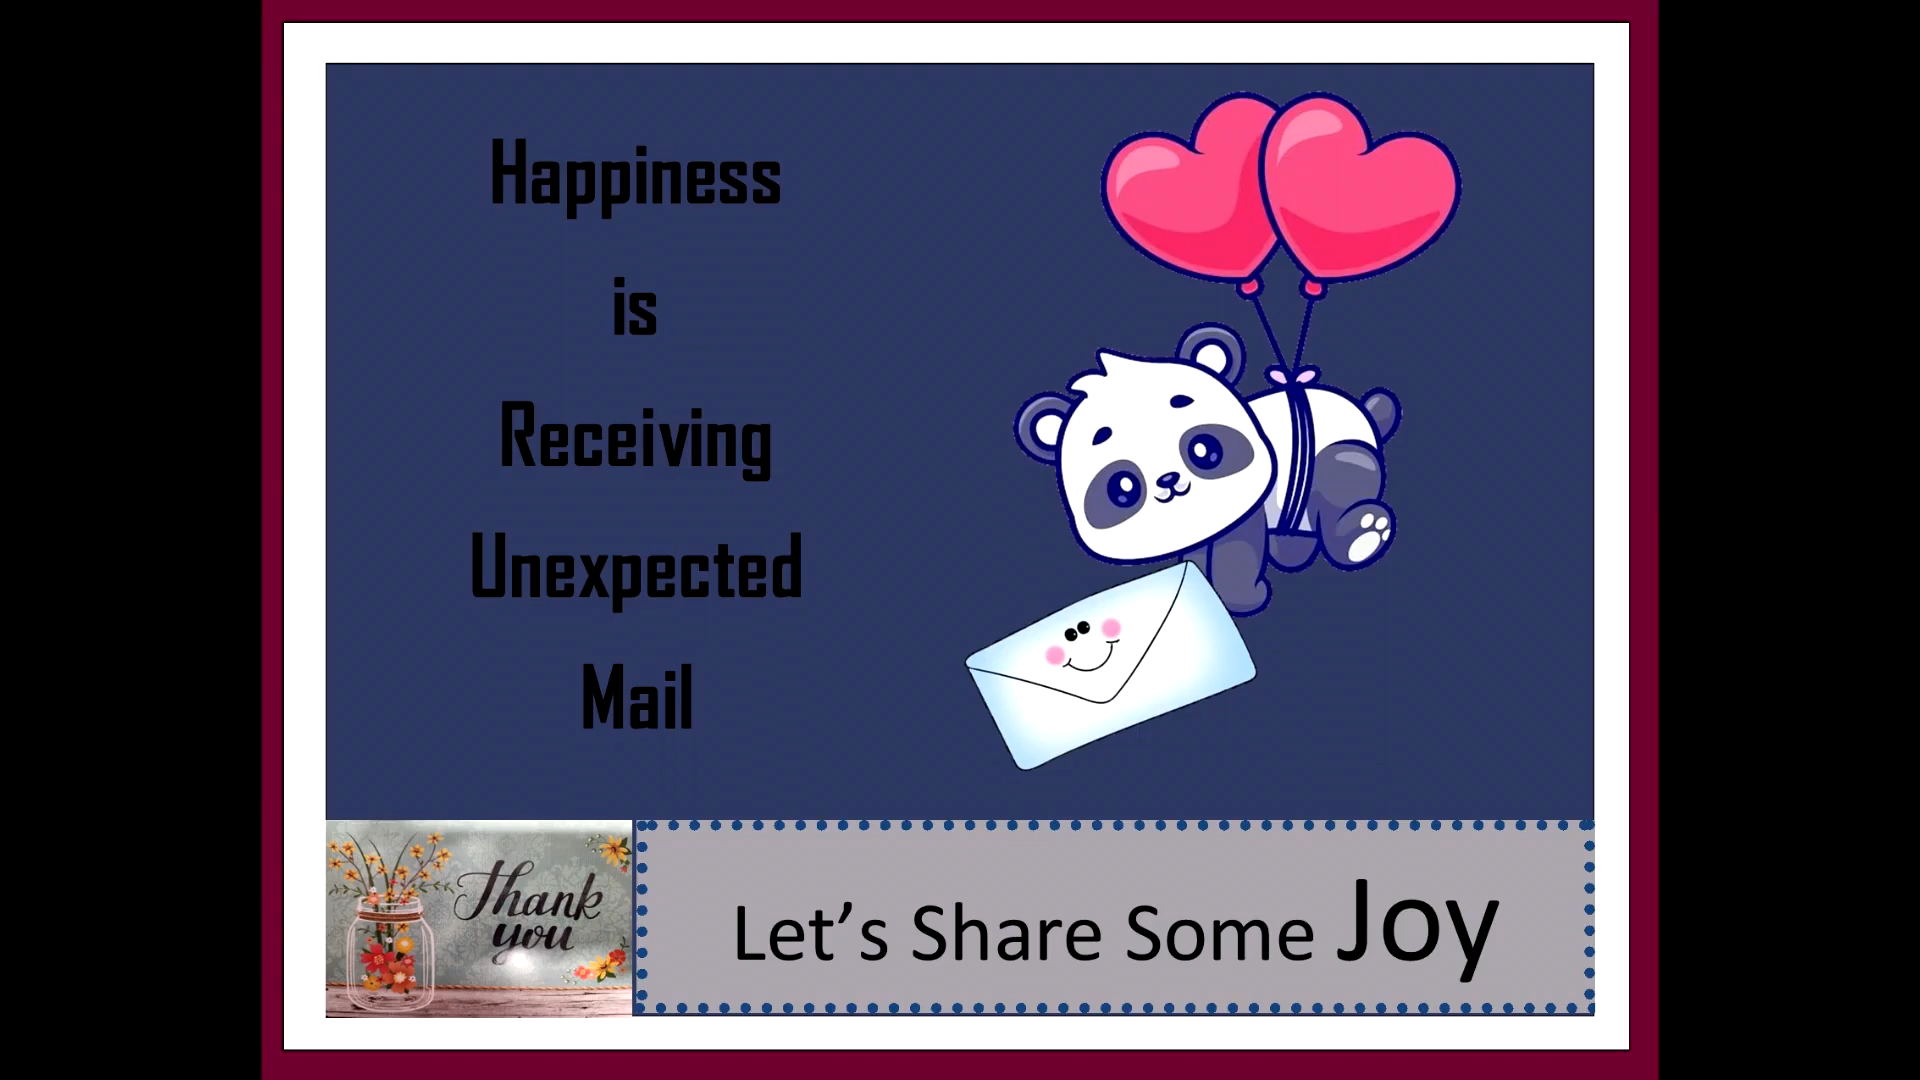 Happiness
is
Receiving
Unexpected
Mail
Thank
you
Let’s Share Some Joy